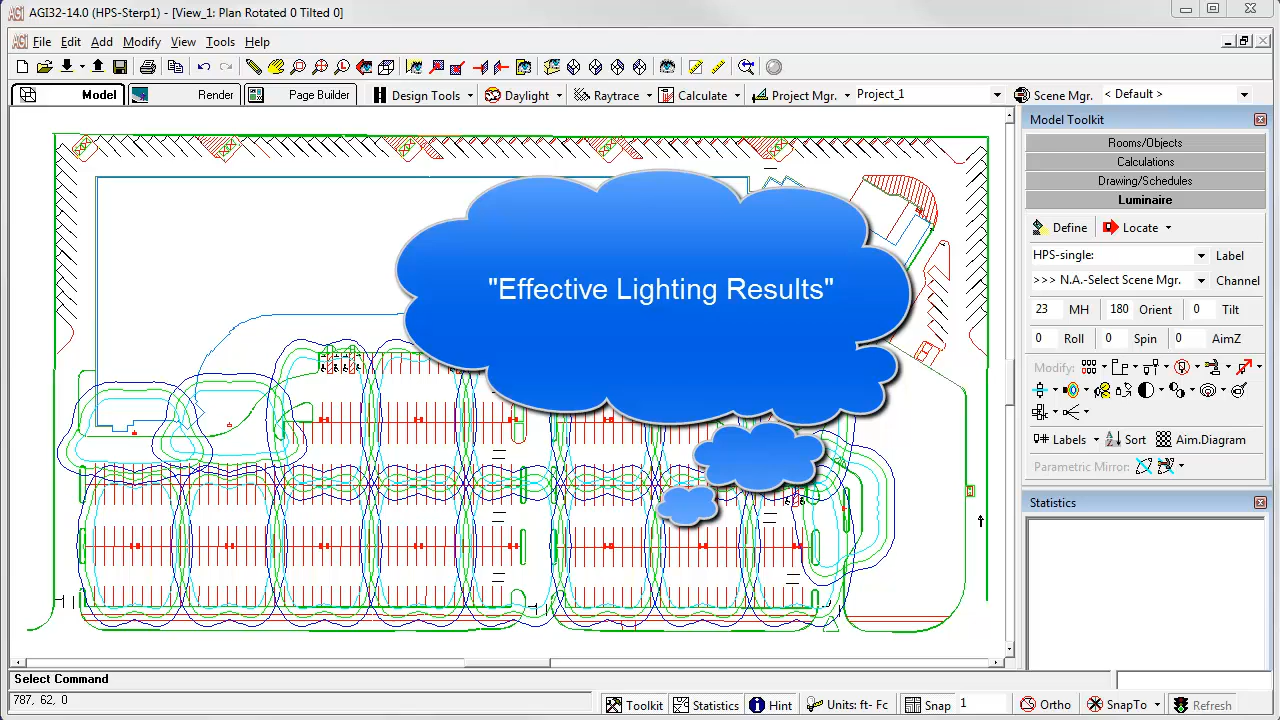 AGI32-14.0 (HPS-Sterp1) - [View_1: Plan Rotated 0 Tilted 0]
File Edit Add Modify View Tools Help
Model Render Page Builder Design Tools Daylight Raytrace Calculate Project Mgr. Project_1 Scene Mgr. < Default >
Model Toolkit
Rooms/Objects
Calculations
Drawing/Schedules
Luminaire
Define Locate
HPS-single: Label
>>> N.A.-Select Scene Mgr. Channel
23 MH 180 Orient 0 Tilt
0 Roll 0 Spin 0 AimZ
Modify:
Labels Sort Aim.Diagram
Parametric Mirror:
Statistics
"Effective Lighting Results"
Select Command
787, 62, 0
Toolkit Statistics Hint Units: ft- Fc Snap 1 Ortho SnapTo Refresh